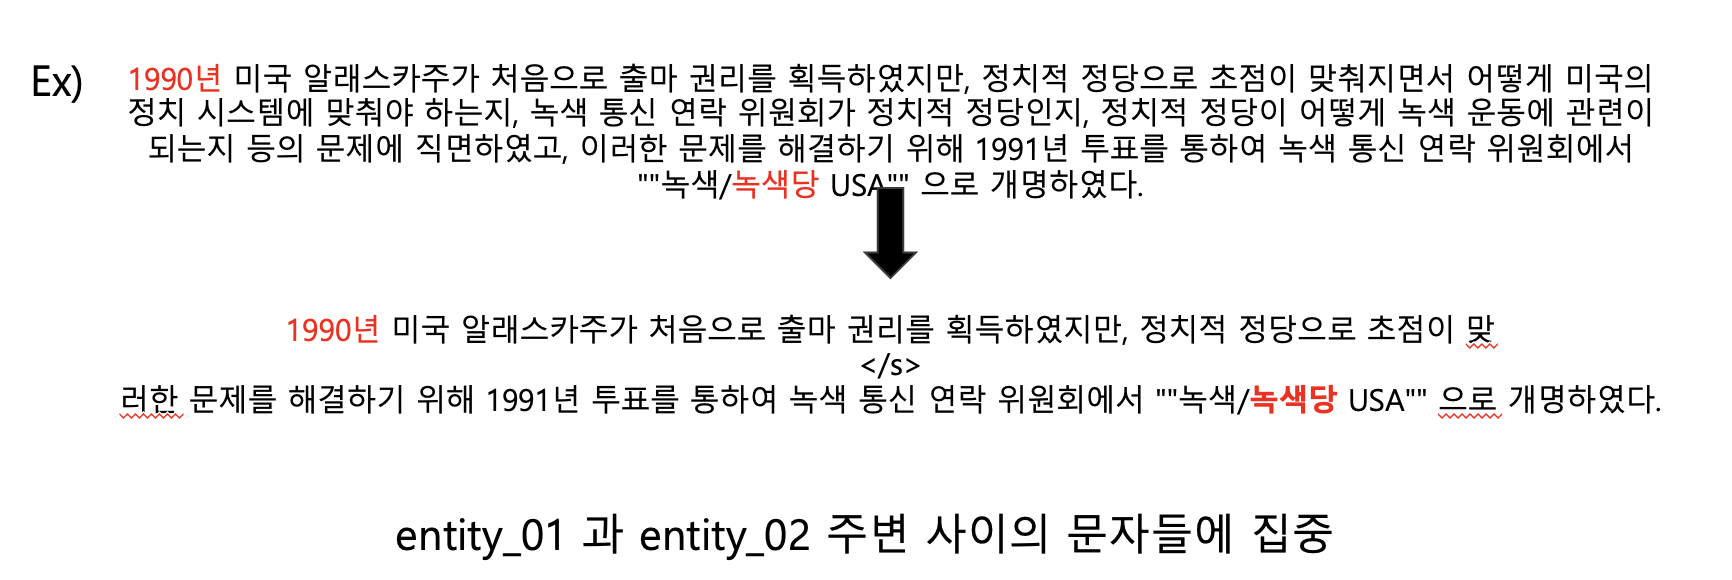 Ex) 1990년 미국 알래스카주가 처음으로 출마 권리를 획득하였지만, 정치적 정당으로 초점이 맞춰지면서 어떻게 미국의
정치 시스템에 맞춰야 하는지, 녹색 통신 연락 위원회가 정치적 정당인지, 정치적 정당이 어떻게 녹색 운동에 관련이
되는지 등의 문제에 직면하였고, 이러한 문제를 해결하기 위해 1991년 투표를 통하여 녹색 통신 연락 위원회에서
""녹색/녹색당 USA"" 으로 개명하였다.
1990년 미국 알래스카주가 처음으로 출마 권리를 획득하였지만, 정치적 정당으로 초점이 맞
</s>
러한 문제를 해결하기 위해 1991년 투표를 통하여 녹색 통신 연락 위원회에서 ""녹색/녹색당 USA"" 으로 개명하였다.
entity_01 과 entity_02 주변 사이의 문자들에 집중